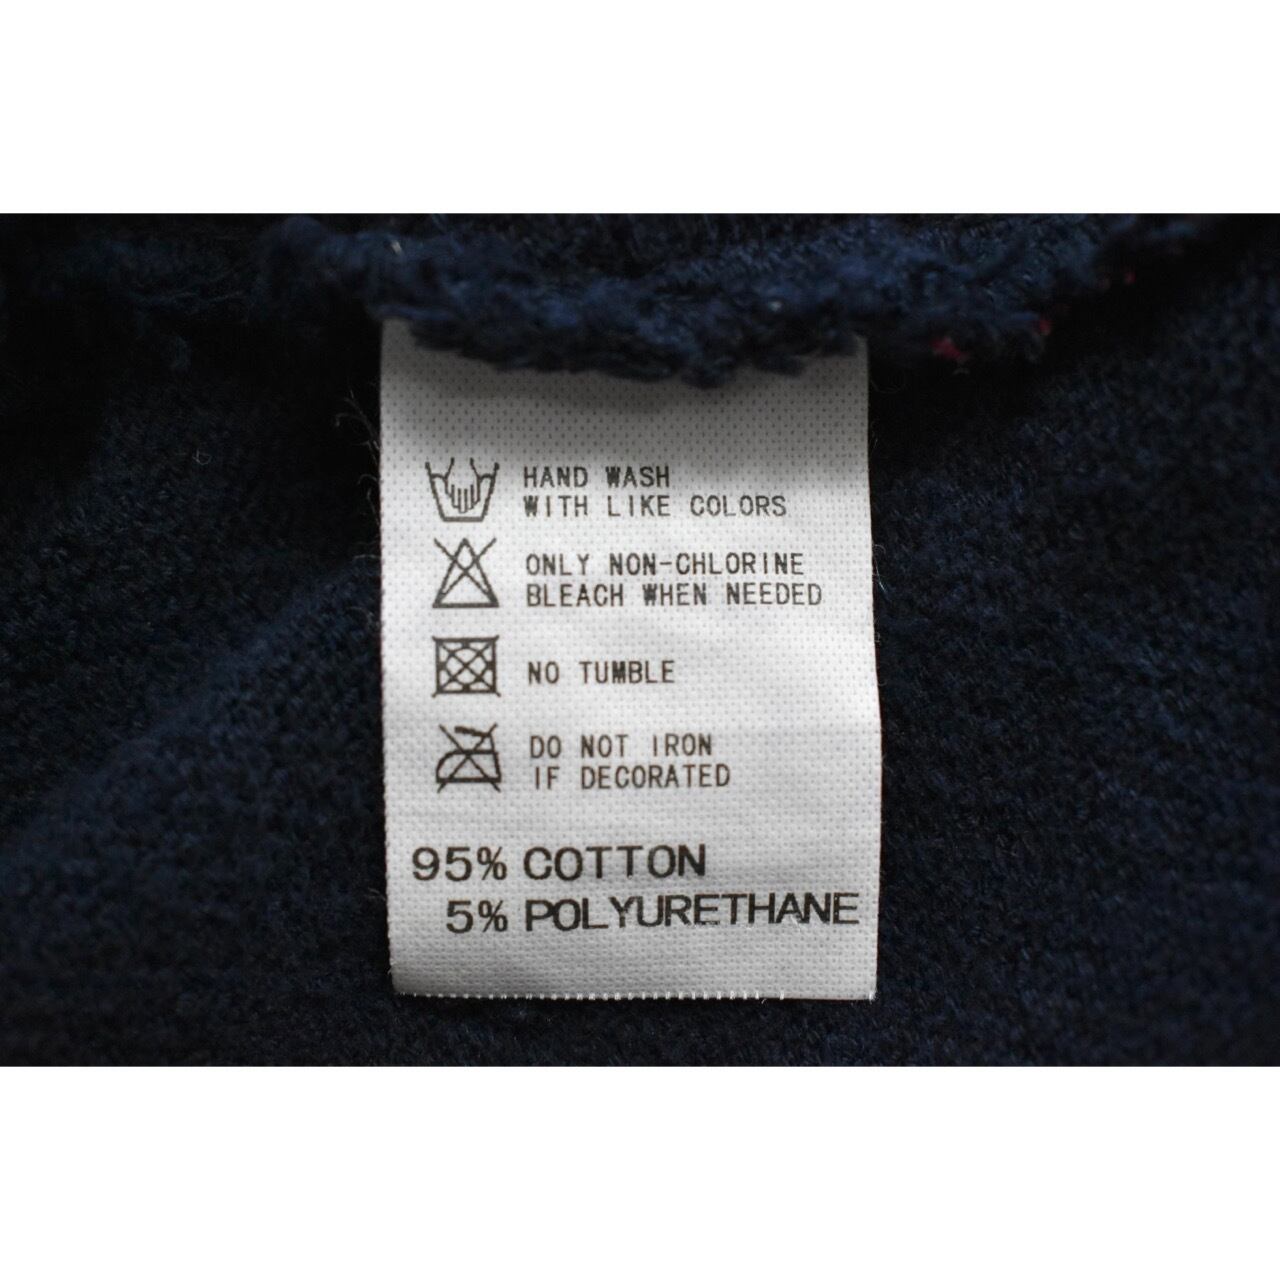 HAND WASH
WITH LIKE COLORS
ONLY NON-CHLORINE
BLEACH WHEN NEEDED
NO TUMBLE
DO NOT IRON
IF DECORATED
95% COTTON
5% POLYURETHANE